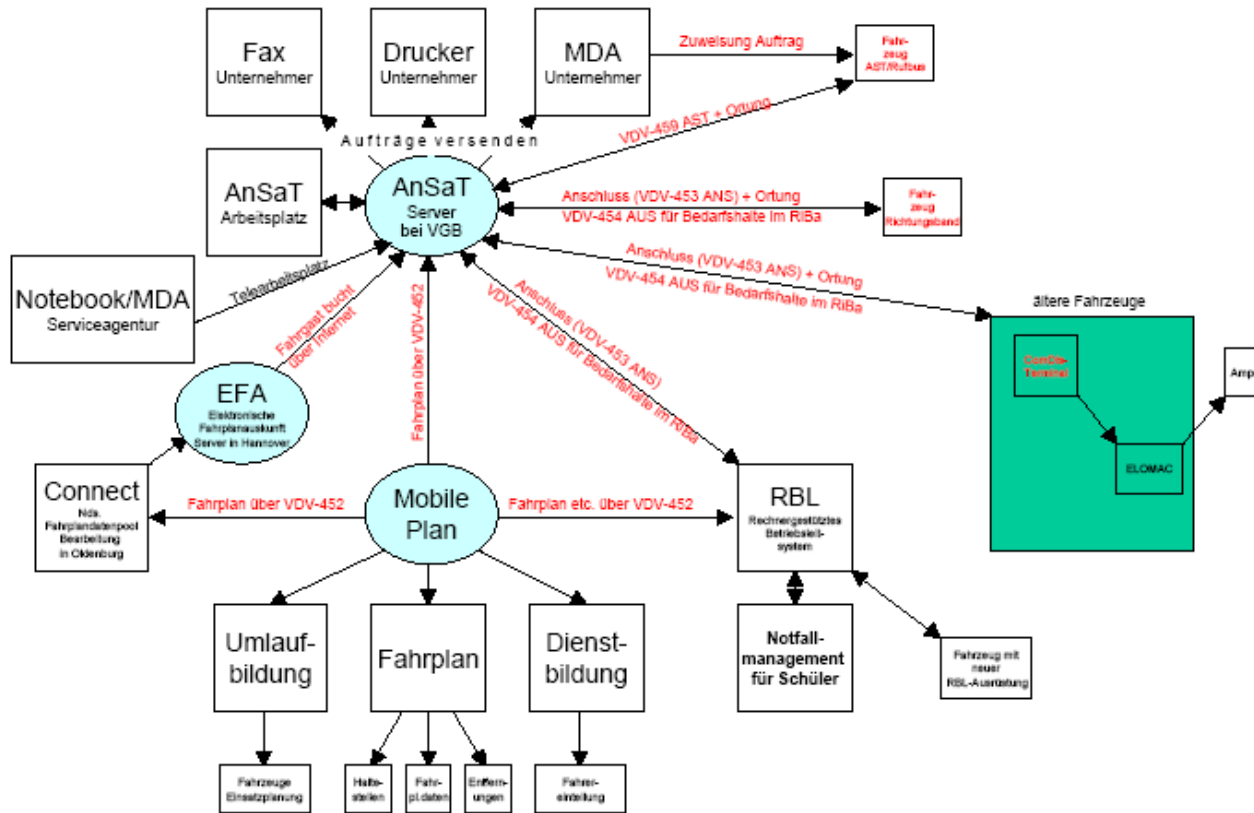 Fax
Unternehmer
Drucker
Unternehmer
MDA
Unternehmer
Zuweisung Auftrag
Fahr-
zeug
AST/Rufbus
VDV-459 AST + Ortung
Aufträge versenden
AnSaT
Arbeitsplatz
AnSaT
Server
bei VGB
Anschluss (VDV-453 ANS) + Ortung
VDV-454 AUS für Bedarfshalte im RIBa
Fahr-
zeug
Richtungsband
Notebook/MDA
Serviceagentur
Telearbeitsplatz
Fahrgast bucht
über Internet
Fahrplan über VDV-452
Anschluss (VDV-453 ANS)
VDV-454 AUS für Bedarfshalte im RiBa
Anschluss (VDV-453 ANS) + Ortung
VDV-454 AUS für Bedarfshalte im RiBa
ältere Fahrzeuge
Terminal
ELOMAC
Amp
EFA
Elektronische
Fahrplanauskunft
Server in Hannover
Connect
Nds.
Fahrplandatenpool
Bearbeitung
in Oldenburg
Fahrplan über VDV-452
Mobile
Plan
Fahrplan etc. über VDV-452
RBL
Rechnergestütztes
Betriebsleit-
system
Umlauf-
bildung
Fahrplan
Dienst-
bildung
Notfall-
management
für Schüler
Fahrzeug mit
neuer
RBL-Ausrüstung
Fahrzeuge
Einsatzplanung
Halte-
stellen
Fahr-
pl.daten
Entfern-
ungen
Fahrer-
einteilung